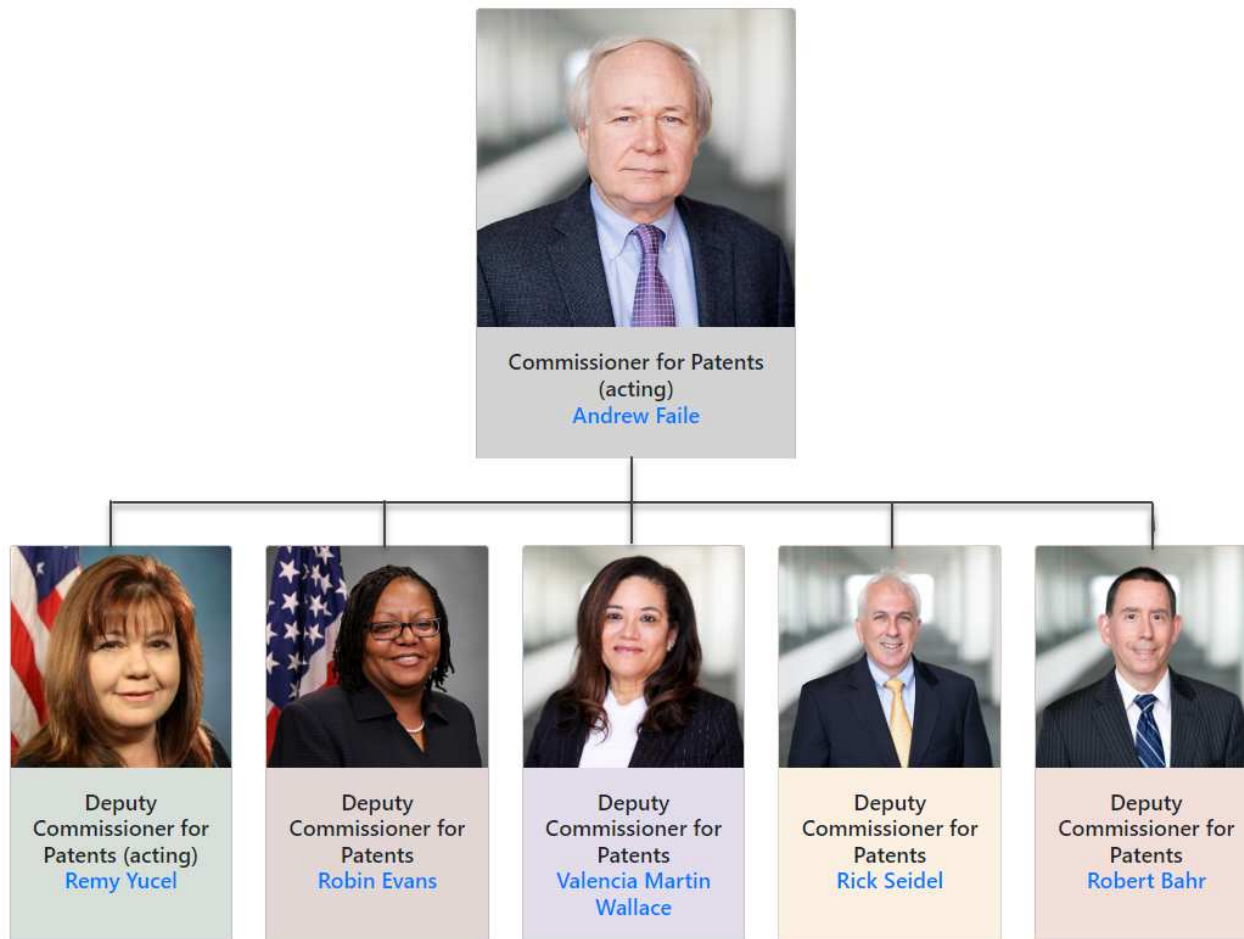 Commissioner for Patents
(acting)
Andrew Faile
Deputy
Commissioner for
Patents (acting)
Remy Yucel
Deputy
Commissioner for
Patents
Robin Evans
Deputy
Commissioner for
Patents
Valencia Martin
Wallace
Deputy
Commissioner for
Patents
Rick Seidel
Deputy
Commissioner for
Patents
Robert Bahr